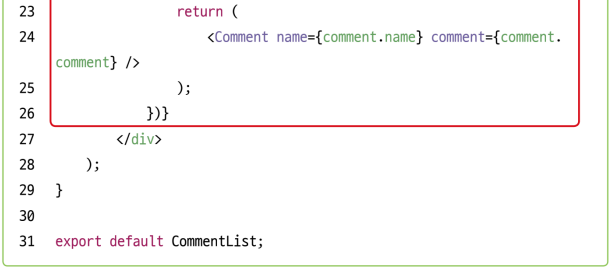 23                return (
24                    <Comment name={comment.name} comment={comment.
comment} />
25                );
26            })}
27        </div>
28    );
29 }
30
31 export default CommentList;